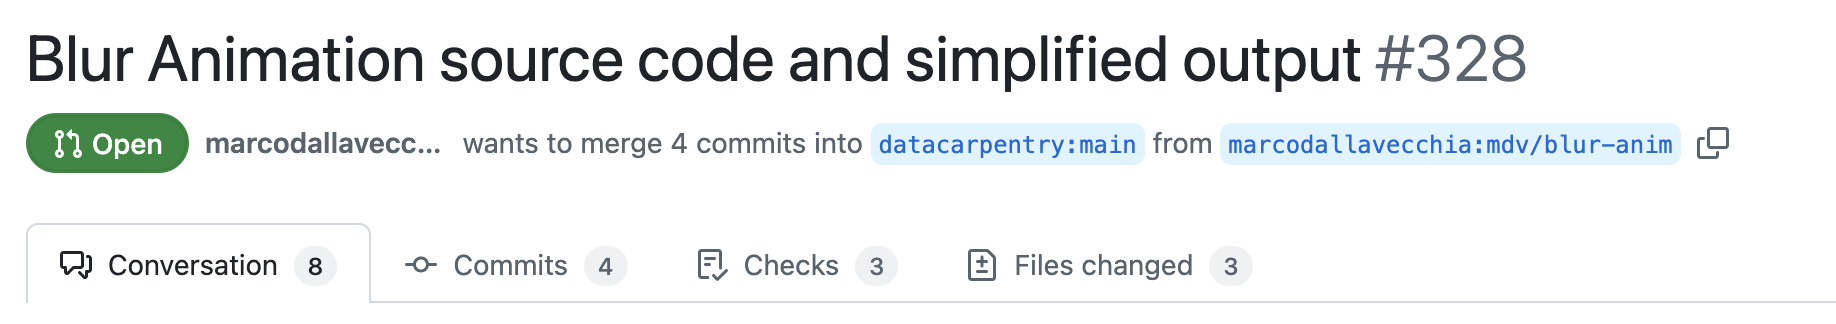 Blur Animation source code and simplified output #328
Open marcodallavecc... wants to merge 4 commits into datacarpentry:main from marcodallavecchia:mdv/blur-anim
Conversation 8 Commits 4 Checks 3 Files changed 3